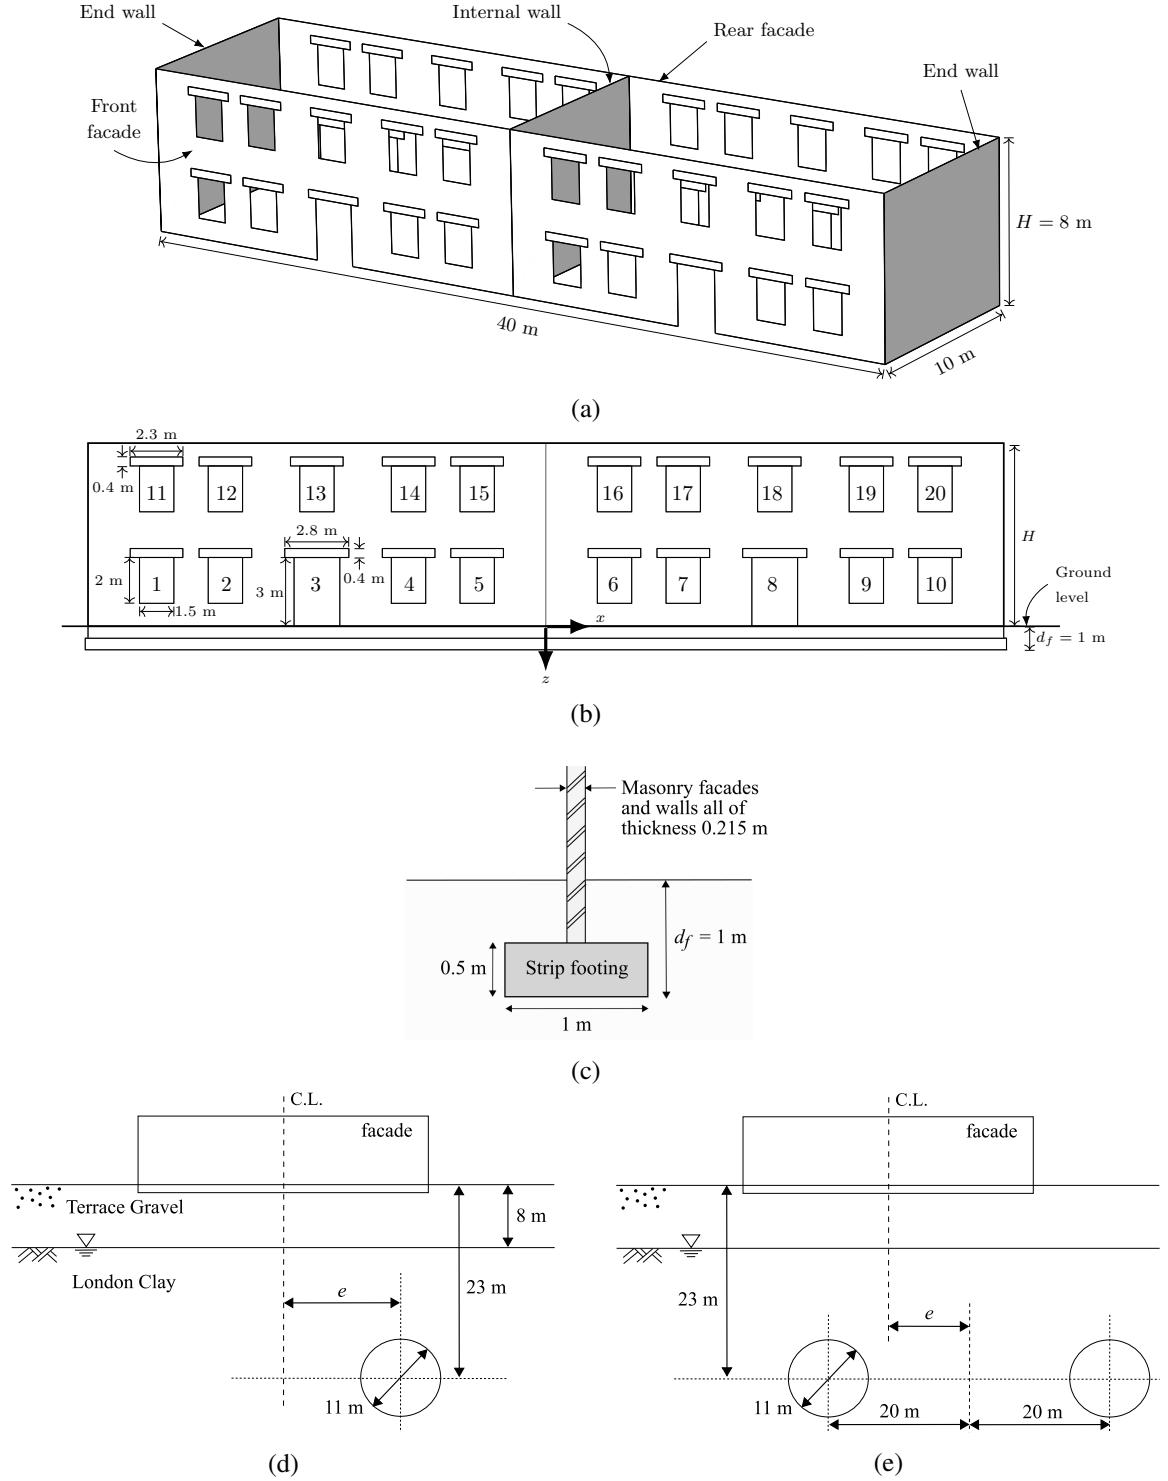 End wall
Internal wall
Rear facade
End wall
Front
facade
H = 8 m
40 m
10 m
(a)
2.3 m
0.4 m
11
12
13
14
15
16
17
18
19
20
2.8 m
0.4 m
H
2 m
1
2
3 m
3
4
5
6
7
8
9
10
1.5 m
Ground
level
x
d_f = 1 m
z
(b)
Masonry facades
and walls all of
thickness 0.215 m
d_f = 1 m
0.5 m
Strip footing
1 m
(c)
C.L.
facade
Terrace Gravel
8 m
London Clay
23 m
e
11 m
(d)
C.L.
facade
23 m
e
11 m
20 m
20 m
(e)